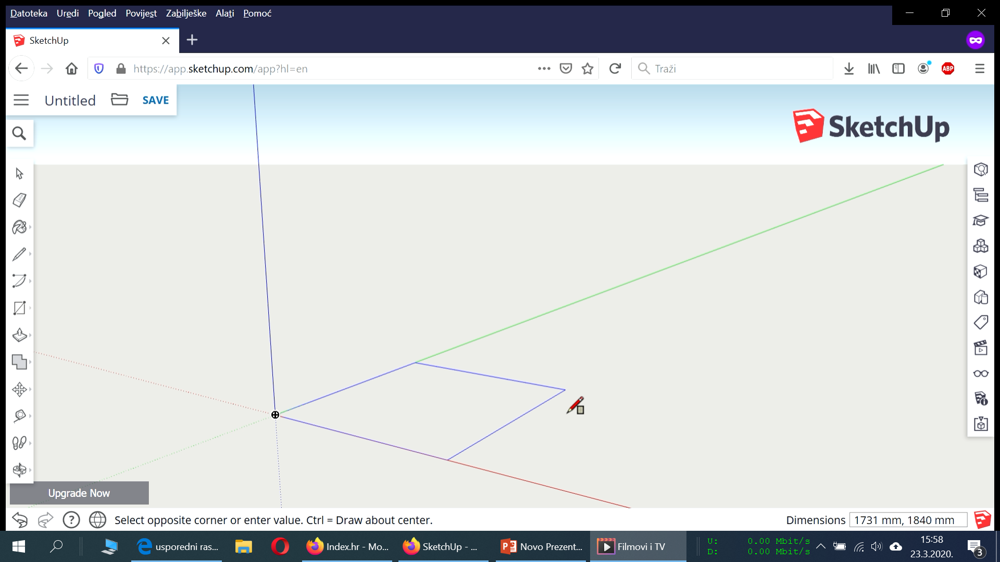 Datoteka Uredi Pogled Povijest Zabilješke Alati Pomoć
SketchUp
https://app.sketchup.com/app?hl=en
Traži
ABP
Untitled SAVE
SketchUp
Upgrade Now
Select opposite corner or enter value. Ctrl = Draw about center.
Dimensions 1731 mm, 1840 mm
usporedni ras...
Index.hr - Mo...
SketchUp - ...
Novo Prezent...
Filmovi i TV
U: 0.00 Mbit/s
D: 0.00 Mbit/s
15:58
23.3.2020.
3